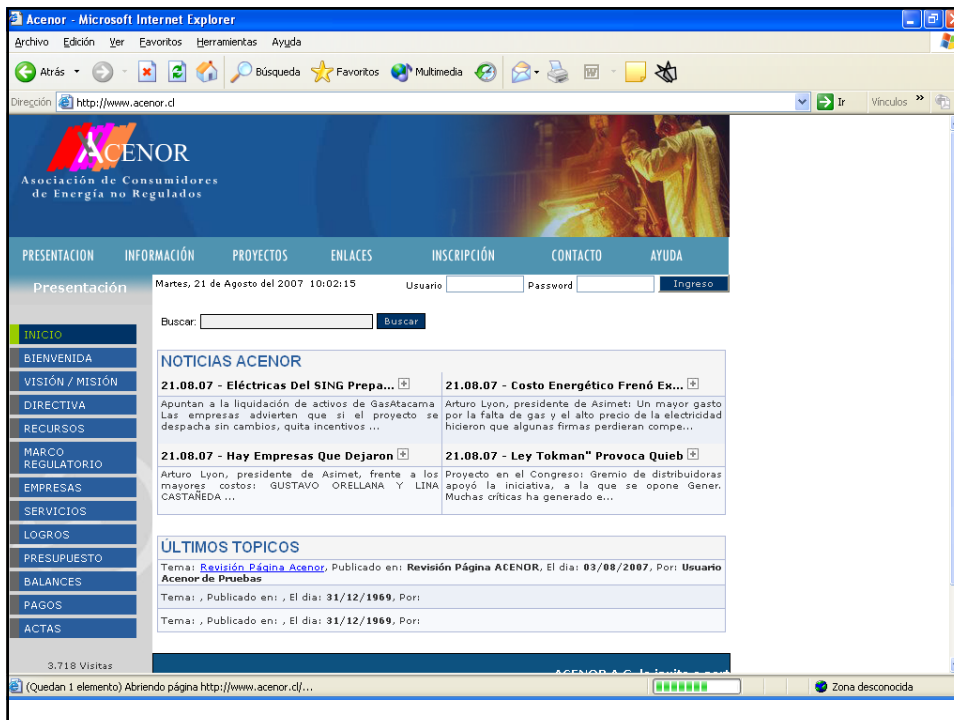 Acenor - Microsoft Internet Explorer
Archivo Edición Ver Favoritos Herramientas Ayuda
Atrás Búsqueda Favoritos Multimedia
Dirección http://www.acenor.cl Ir Vínculos »
ACENOR
Asociación de Consumidores
de Energía no Regulados
PRESENTACION INFORMACIÓN PROYECTOS ENLACES INSCRIPCIÓN CONTACTO AYUDA
Presentación
Martes, 21 de Agosto del 2007 10:02:15 Usuario Password Ingreso
Buscar: Buscar
INICIO
BIENVENIDA
VISIÓN / MISIÓN
DIRECTIVA
RECURSOS
MARCO
REGULATORIO
EMPRESAS
SERVICIOS
LOGROS
PRESUPUESTO
BALANCES
PAGOS
ACTAS
3.718 Visitas
NOTICIAS ACENOR
21.08.07 - Eléctricas Del SING Prepa...
Apuntan a la liquidación de activos de GasAtacama
Las empresas advierten que si el proyecto se
despacha sin cambios, quita incentivos ...
21.08.07 - Costo Energético Frenó Ex...
Arturo Lyon, presidente de Asimet: Un mayor gasto
por la falta de gas y el alto precio de la electricidad
hicieron que algunas firmas perdieran compe...
21.08.07 - Hay Empresas Que Dejaron
Arturo Lyon, presidente de Asimet, frente a los
mayores costos: GUSTAVO ORELLANA Y LINA
CASTAÑEDA ...
21.08.07 - Ley Tokman" Provoca Quieb
Proyecto en el Congreso: Gremio de distribuidoras
apoyó la iniciativa, a la que se opone Gener.
Muchas críticas ha generado e...
ÚLTIMOS TOPICOS
Tema: Revisión Página Acenor, Publicado en: Revisión Página ACENOR, El dia: 03/08/2007, Por: Usuario
Acenor de Pruebas
Tema: , Publicado en: , El dia: 31/12/1969, Por:
Tema: , Publicado en: , El dia: 31/12/1969, Por:
ACENOR A.G. le invita a part
(Quedan 1 elemento) Abriendo página http://www.acenor.cl/... Zona desconocida